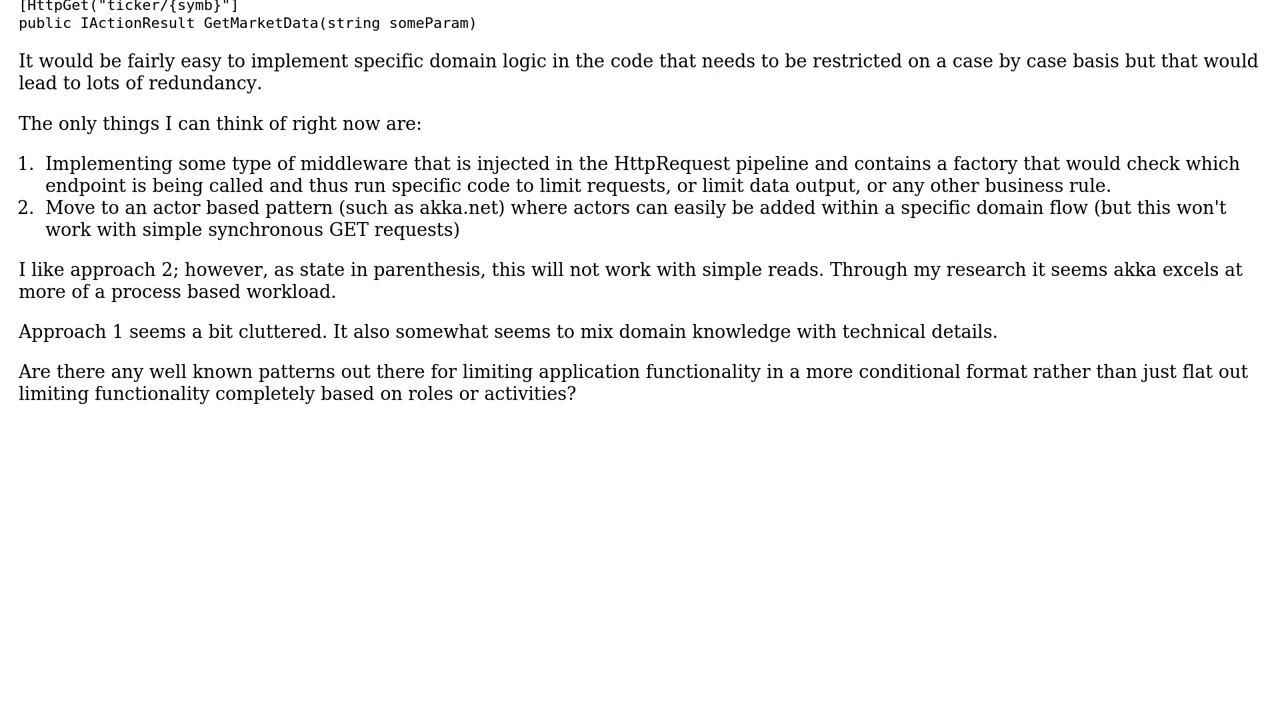 [HttpGet("ticker/{symb}"]
public IActionResult GetMarketData(string someParam)
It would be fairly easy to implement specific domain logic in the code that needs to be restricted on a case by case basis but that would
lead to lots of redundancy.
The only things I can think of right now are:
1. Implementing some type of middleware that is injected in the HttpRequest pipeline and contains a factory that would check which
endpoint is being called and thus run specific code to limit requests, or limit data output, or any other business rule.
2. Move to an actor based pattern (such as akka.net) where actors can easily be added within a specific domain flow (but this won't
work with simple synchronous GET requests)
I like approach 2; however, as state in parenthesis, this will not work with simple reads. Through my research it seems akka excels at
more of a process based workload.
Approach 1 seems a bit cluttered. It also somewhat seems to mix domain knowledge with technical details.
Are there any well known patterns out there for limiting application functionality in a more conditional format rather than just flat out
limiting functionality completely based on roles or activities?